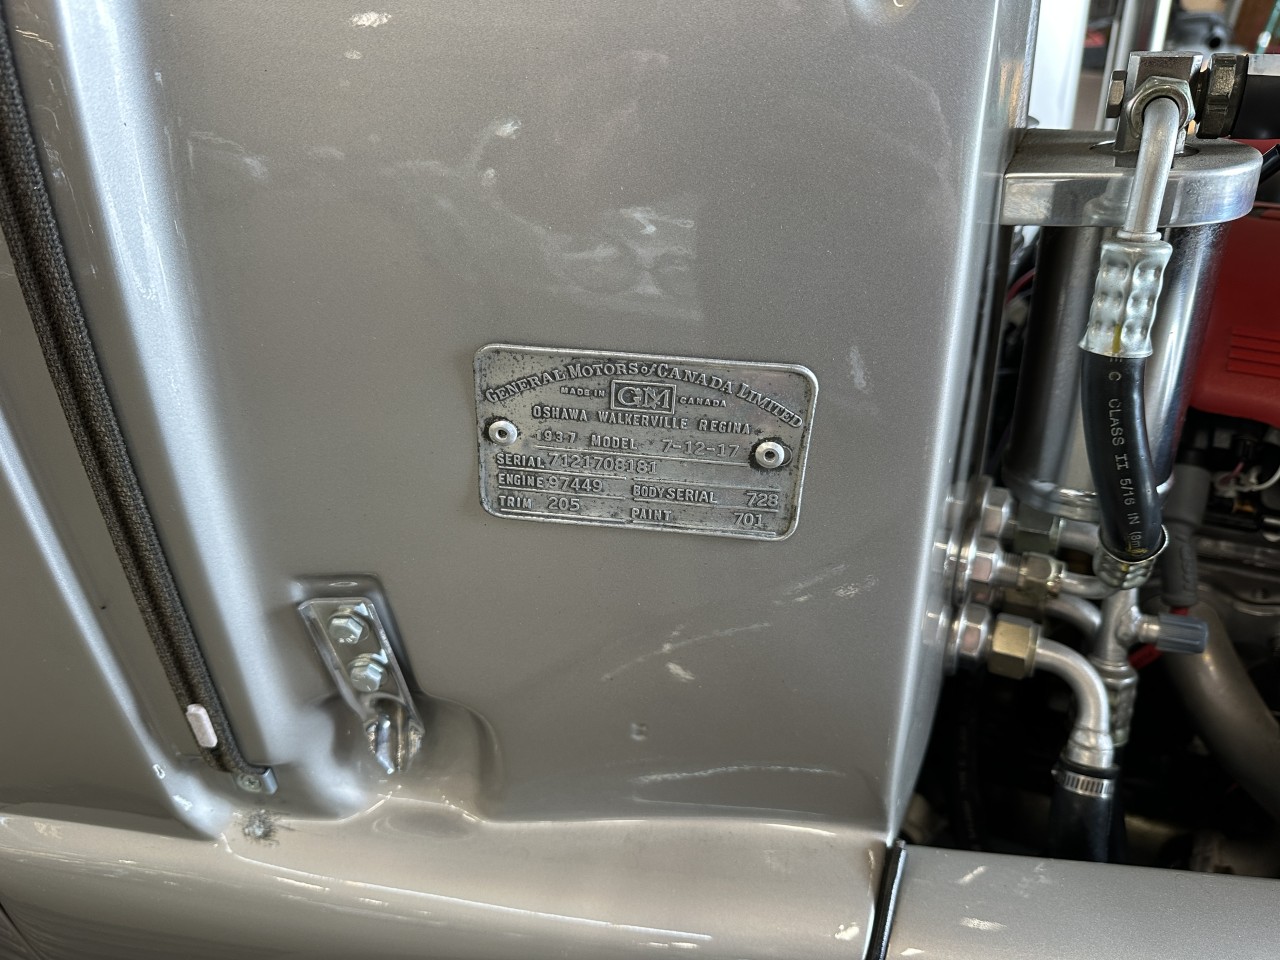 GENERAL MOTORS of CANADA LIMITED
MADE IN GM CANADA
OSHAWA WALKERVILLE REGINA
1937 MODEL 7-12-17
SERIAL 7121708181
ENGINE 97449 BODY SERIAL 728
TRIM 205 PAINT 701
C CLASS II 5/16 IN (8m